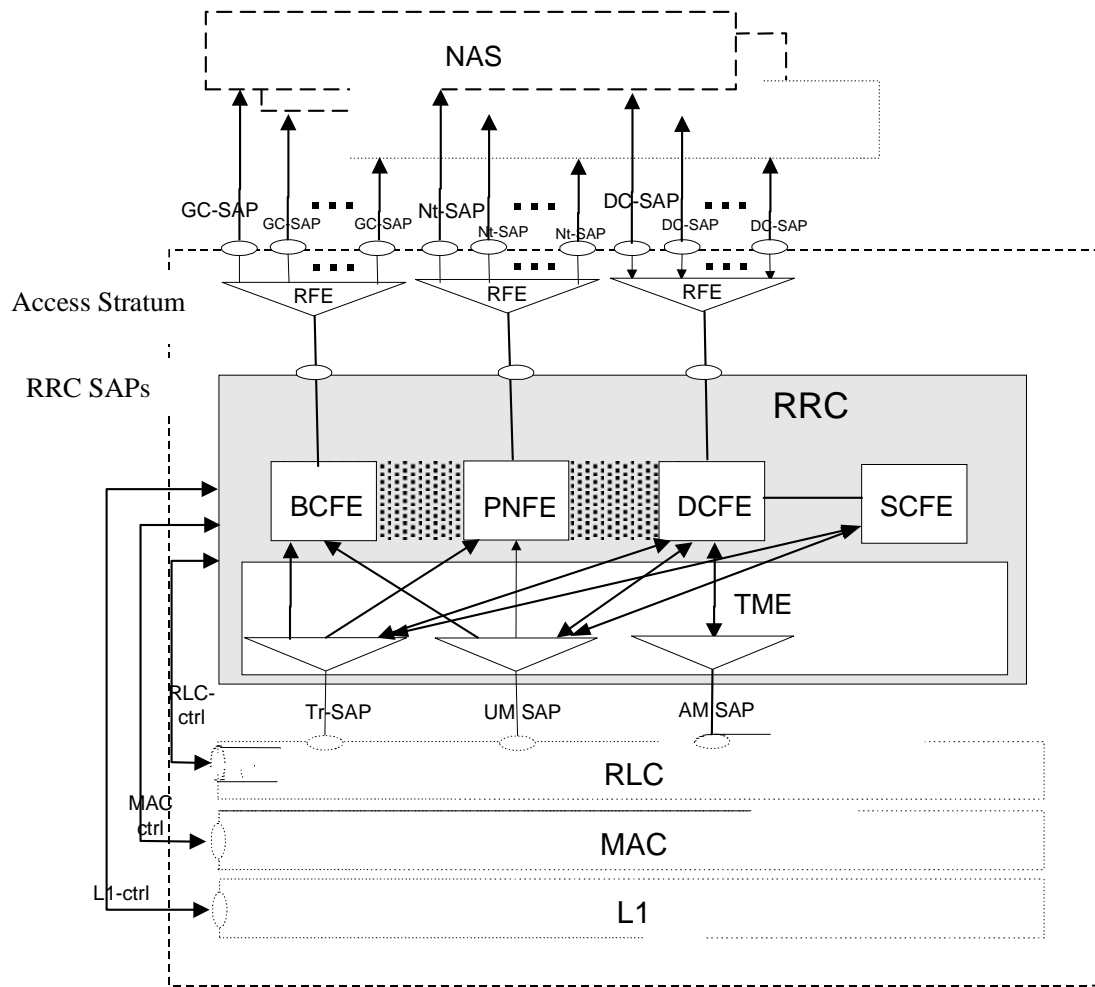 NAS
GC-SAP
GC-SAP
GC-SAP
Nt-SAP
Nt-SAP
Nt-SAP
DC-SAP
DC-SAP
DC-SAP
RFE
RFE
RFE
Access Stratum
RRC SAPs
RRC
BCFE
PNFE
DCFE
SCFE
TME
RLC-
ctrl
Tr-SAP
UM SAP
AM SAP
RLC
MAC
ctrl
MAC
L1-ctrl
L1